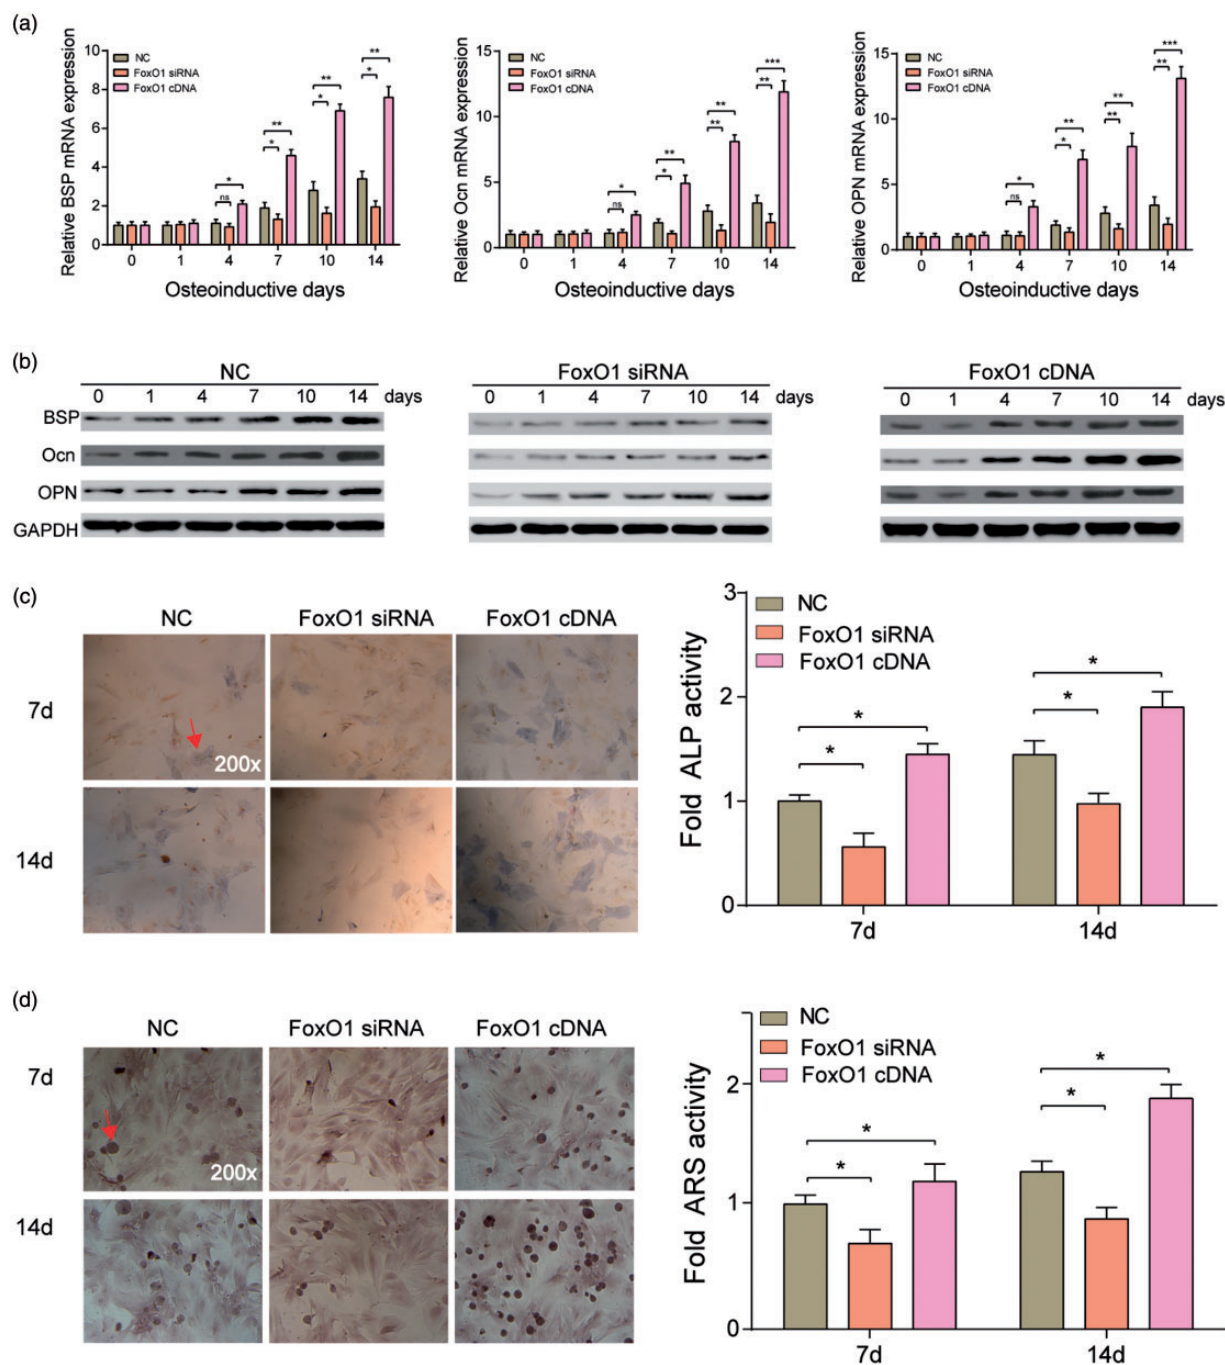 (a)
Relative BSP mRNA expression
10
8
6
4
2
0
NC
FoxO1 siRNA
FoxO1 cDNA
* ns
** *
** *
** *
0 1 4 7 10 14
Osteoinductive days
Relative Ocn mRNA expression
15
10
5
0
NC
FoxO1 siRNA
FoxO1 cDNA
* ns
** *
** **
*** **
0 1 4 7 10 14
Osteoinductive days
Relative OPN mRNA expression
15
10
5
0
NC
FoxO1 siRNA
FoxO1 cDNA
* ns
** *
** **
*** **
0 1 4 7 10 14
Osteoinductive days
(b)
NC FoxO1 siRNA FoxO1 cDNA
0 1 4 7 10 14 days 0 1 4 7 10 14 days 0 1 4 7 10 14 days
BSP
Ocn
OPN
GAPDH
(c)
NC FoxO1 siRNA FoxO1 cDNA
7d
200x
14d
Fold ALP activity
3
2
1
0
NC
FoxO1 siRNA
FoxO1 cDNA
* *
* *
7d 14d
(d)
NC FoxO1 siRNA FoxO1 cDNA
7d
200x
14d
Fold ARS activity
2
1
0
NC
FoxO1 siRNA
FoxO1 cDNA
* *
* *
7d 14d